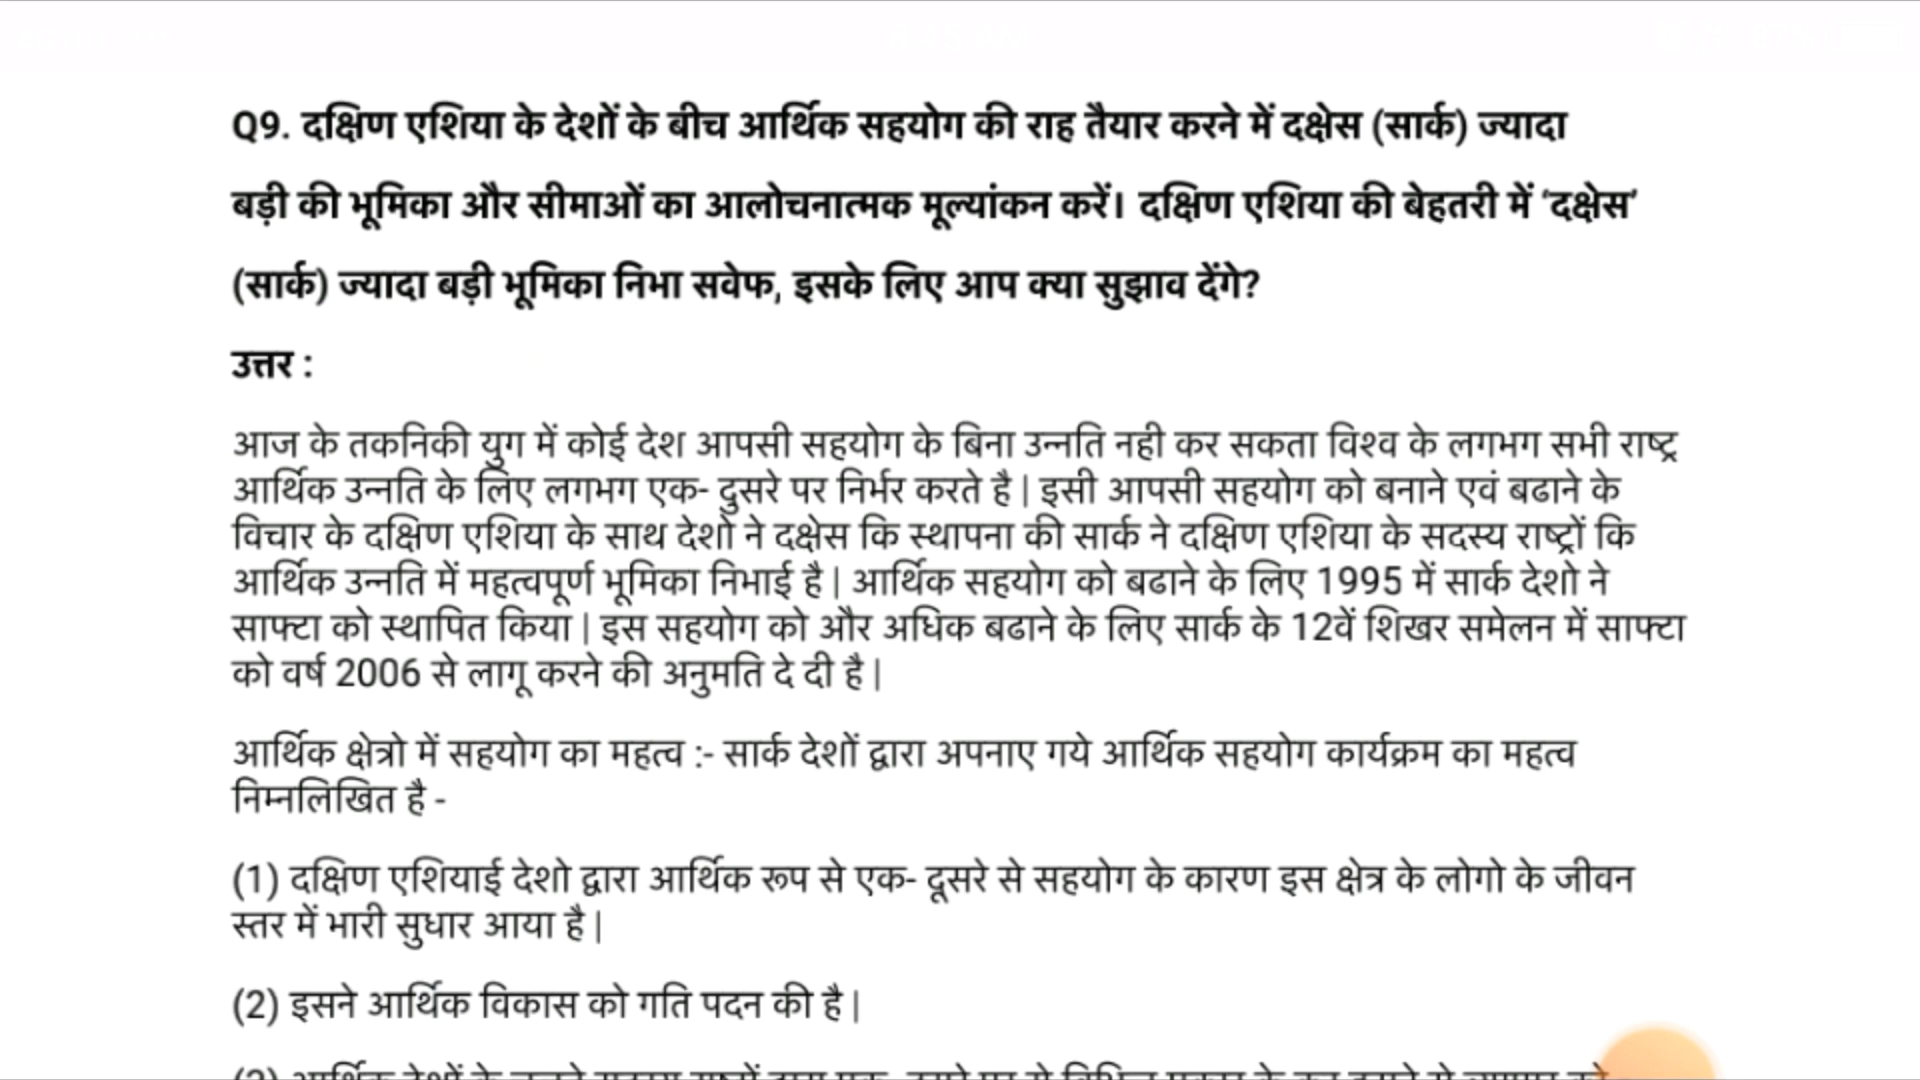 Q9. दक्षिण एशिया के देशों के बीच आर्थिक सहयोग की राह तैयार करने में दक्षेस (सार्क) ज्यादा
बड़ी की भूमिका और सीमाओं का आलोचनात्मक मूल्यांकन करें। दक्षिण एशिया की बेहतरी में ‘दक्षेस’
(सार्क) ज्यादा बड़ी भूमिका निभा सवेफ, इसके लिए आप क्या सुझाव देंगे?
उत्तर :
आज के तकनिकी युग में कोई देश आपसी सहयोग के बिना उन्नति नही कर सकता विश्व के लगभग सभी राष्ट्र
आर्थिक उन्नति के लिए लगभग एक- दुसरे पर निर्भर करते है | इसी आपसी सहयोग को बनाने एवं बढाने के
विचार के दक्षिण एशिया के साथ देशो ने दक्षेस कि स्थापना की सार्क ने दक्षिण एशिया के सदस्य राष्ट्रों कि
आर्थिक उन्नति में महत्वपूर्ण भूमिका निभाई है | आर्थिक सहयोग को बढाने के लिए 1995 में सार्क देशो ने
साफ्टा को स्थापित किया | इस सहयोग को और अधिक बढाने के लिए सार्क के 12वें शिखर समेलन में साफ्टा
को वर्ष 2006 से लागू करने की अनुमति दे दी है |
आर्थिक क्षेत्रो में सहयोग का महत्व :- सार्क देशों द्वारा अपनाए गये आर्थिक सहयोग कार्यक्रम का महत्व
निम्नलिखित है -
(1) दक्षिण एशियाई देशो द्वारा आर्थिक रूप से एक- दूसरे से सहयोग के कारण इस क्षेत्र के लोगो के जीवन
स्तर में भारी सुधार आया है |
(2) इसने आर्थिक विकास को गति पदन की है |